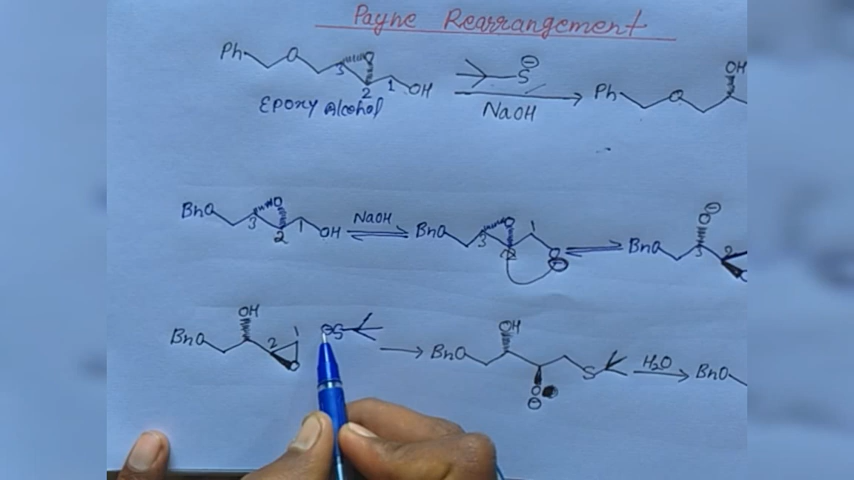 Payne Rearrangement
Ph O 3 O 2 1 OH S ⊖ NaOH Ph O OH
Epoxy Alcohol
BnO 3 O 2 1 OH NaOH BnO 3 O 2 1 O ⊖ BnO O ⊖ 3 2
BnO OH 2 1 O ⊖ S BnO OH O ⊖ S H₂O BnO